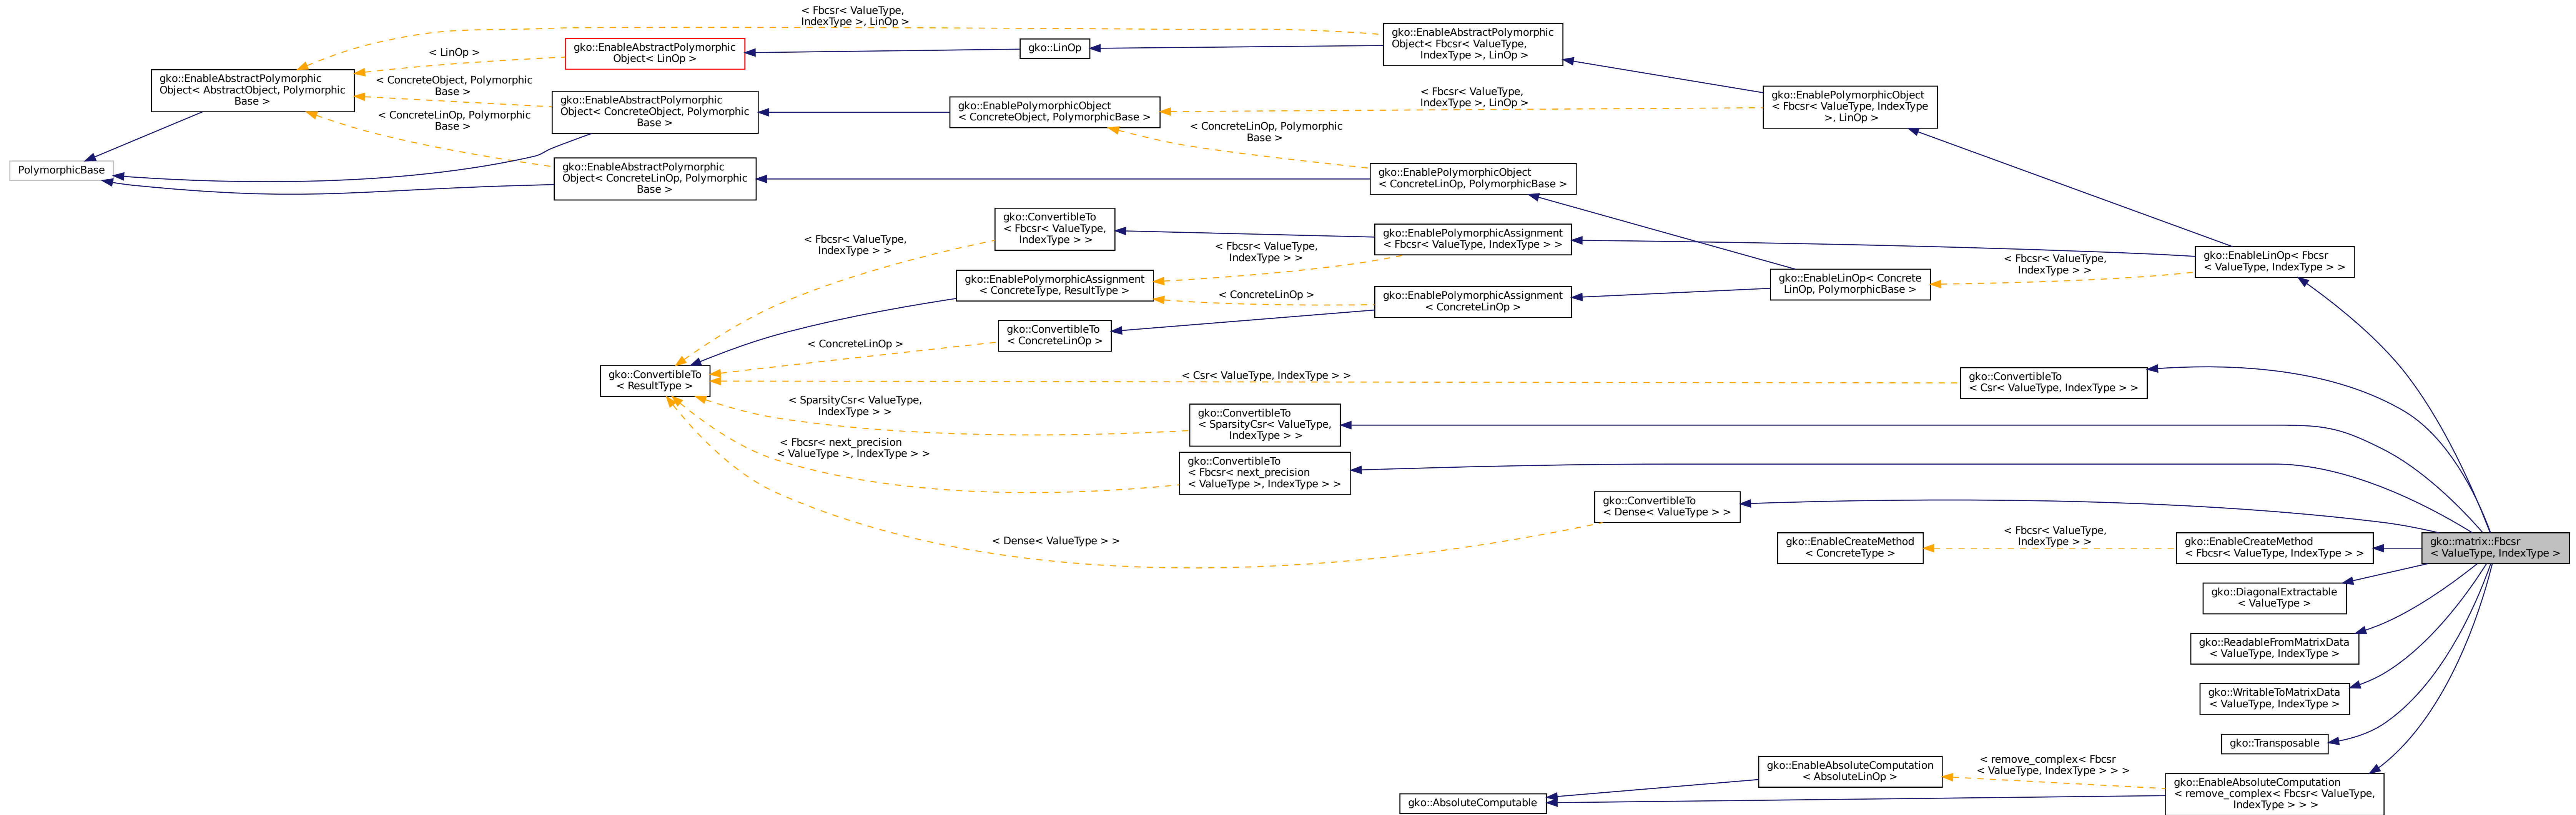 < Fbcsr< ValueType,
IndexType >, LinOp >
gko::EnableAbstractPolymorphic
Object< Fbcsr< ValueType,
IndexType >, LinOp >
< LinOp >
gko::EnableAbstractPolymorphic
Object< LinOp >
gko::LinOp
gko::EnableAbstractPolymorphic
Object< AbstractObject, Polymorphic
Base >
< ConcreteObject, Polymorphic
Base >
gko::EnableAbstractPolymorphic
Object< ConcreteObject, Polymorphic
Base >
gko::EnablePolymorphicObject
< ConcreteObject, PolymorphicBase >
< Fbcsr< ValueType,
IndexType >, LinOp >
gko::EnablePolymorphicObject
< Fbcsr< ValueType, IndexType
>, LinOp >
< ConcreteLinOp, Polymorphic
Base >
< ConcreteLinOp, Polymorphic
Base >
PolymorphicBase
gko::EnableAbstractPolymorphic
Object< ConcreteLinOp, Polymorphic
Base >
gko::EnablePolymorphicObject
< ConcreteLinOp, PolymorphicBase >
gko::ConvertibleTo
< Fbcsr< ValueType,
IndexType > >
< Fbcsr< ValueType,
IndexType > >
gko::EnablePolymorphicAssignment
< Fbcsr< ValueType, IndexType > >
< Fbcsr< ValueType,
IndexType > >
gko::EnableLinOp< Fbcsr
< ValueType, IndexType > >
< Fbcsr< ValueType,
IndexType > >
gko::EnablePolymorphicAssignment
< ConcreteType, ResultType >
gko::EnableLinOp< Concrete
LinOp, PolymorphicBase >
< ConcreteLinOp >
gko::EnablePolymorphicAssignment
< ConcreteLinOp >
gko::ConvertibleTo
< ConcreteLinOp >
< ConcreteLinOp >
gko::ConvertibleTo
< ResultType >
< Csr< ValueType, IndexType > >
gko::ConvertibleTo
< Csr< ValueType, IndexType > >
< SparsityCsr< ValueType,
IndexType > >
gko::ConvertibleTo
< SparsityCsr< ValueType,
IndexType > >
< Fbcsr< next_precision
< ValueType >, IndexType > >
gko::ConvertibleTo
< Fbcsr< next_precision
< ValueType >, IndexType > >
gko::ConvertibleTo
< Dense< ValueType > >
< Dense< ValueType > >
gko::EnableCreateMethod
< ConcreteType >
< Fbcsr< ValueType,
IndexType > >
gko::EnableCreateMethod
< Fbcsr< ValueType, IndexType > >
gko::matrix::Fbcsr
< ValueType, IndexType >
gko::DiagonalExtractable
< ValueType >
gko::ReadableFromMatrixData
< ValueType, IndexType >
gko::WritableToMatrixData
< ValueType, IndexType >
gko::Transposable
gko::EnableAbsoluteComputation
< AbsoluteLinOp >
< remove_complex< Fbcsr
< ValueType, IndexType > > >
gko::EnableAbsoluteComputation
< remove_complex< Fbcsr< ValueType,
IndexType > > >
gko::AbsoluteComputable